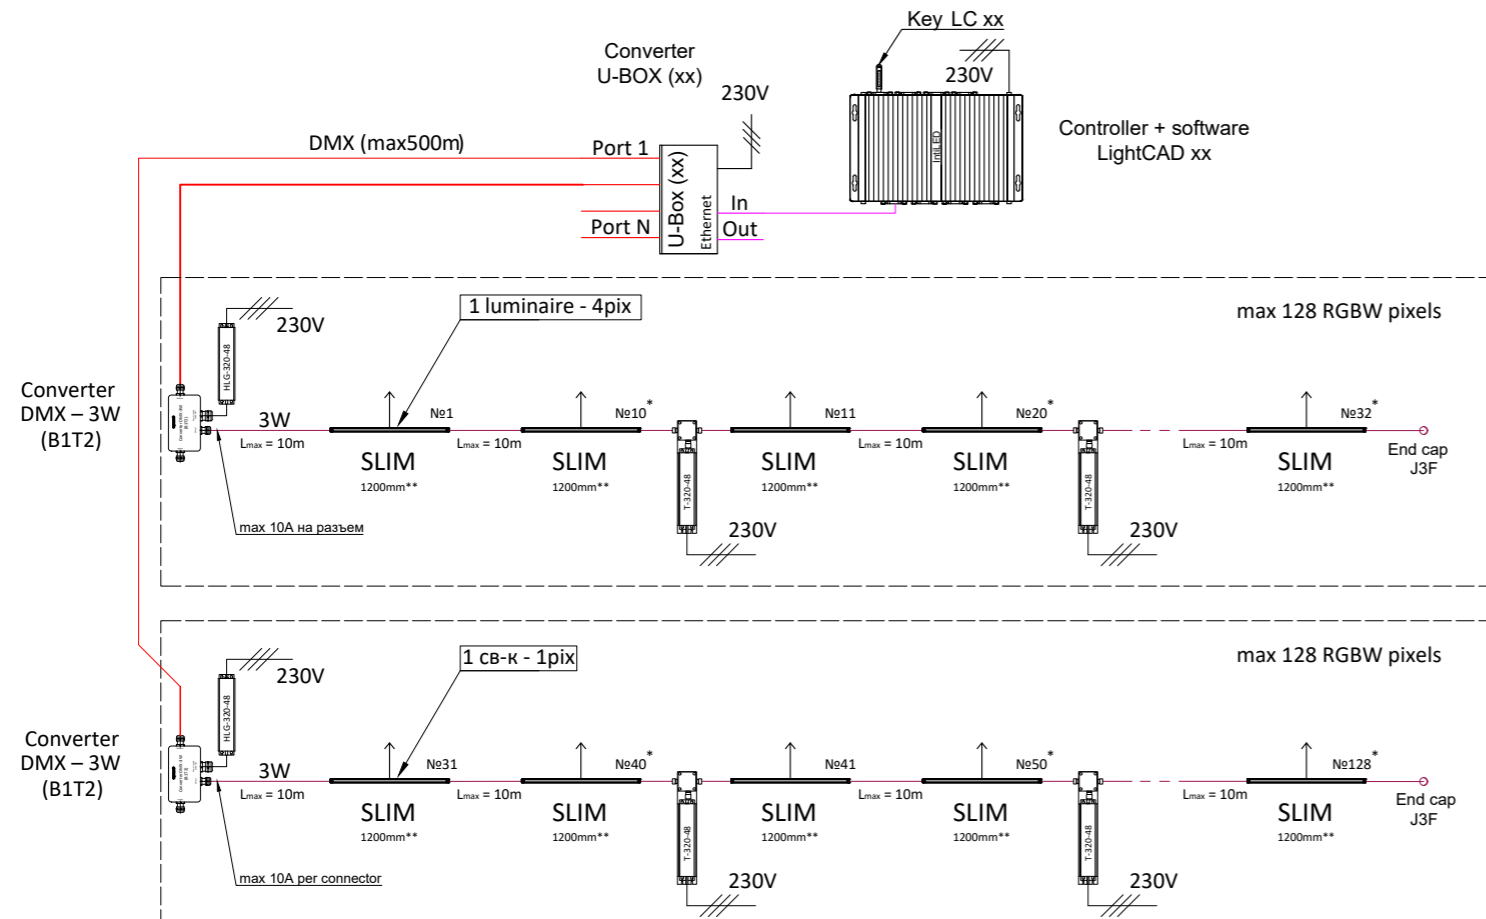 Key LC xx
Converter
U-BOX (xx)
230V
230V
IntiLED
Controller + software
LightCAD xx
DMX (max500m)
Port 1
Port N
U-Box (xx)
Ethernet
In
Out
1 luminaire - 4pix
max 128 RGBW pixels
230V
HLG-320-48
Converter
DMX – 3W
(B1T2)
3W
Lmax = 10m
№1
SLIM
1200mm**
Lmax = 10m
№10*
SLIM
1200mm**
T-320-48
230V
№11
SLIM
1200mm**
Lmax = 10m
№20*
SLIM
1200mm**
T-320-48
230V
Lmax = 10m
№32*
SLIM
1200mm**
End cap
J3F
max 10A на разъем
1 св-к - 1pix
max 128 RGBW pixels
230V
HLG-320-48
Converter
DMX – 3W
(B1T2)
3W
Lmax = 10m
№31
SLIM
1200mm**
Lmax = 10m
№40*
SLIM
1200mm**
T-320-48
230V
№41
SLIM
1200mm**
Lmax = 10m
№50*
SLIM
1200mm**
T-320-48
230V
Lmax = 10m
№128*
SLIM
1200mm**
End cap
J3F
max 10A per connector